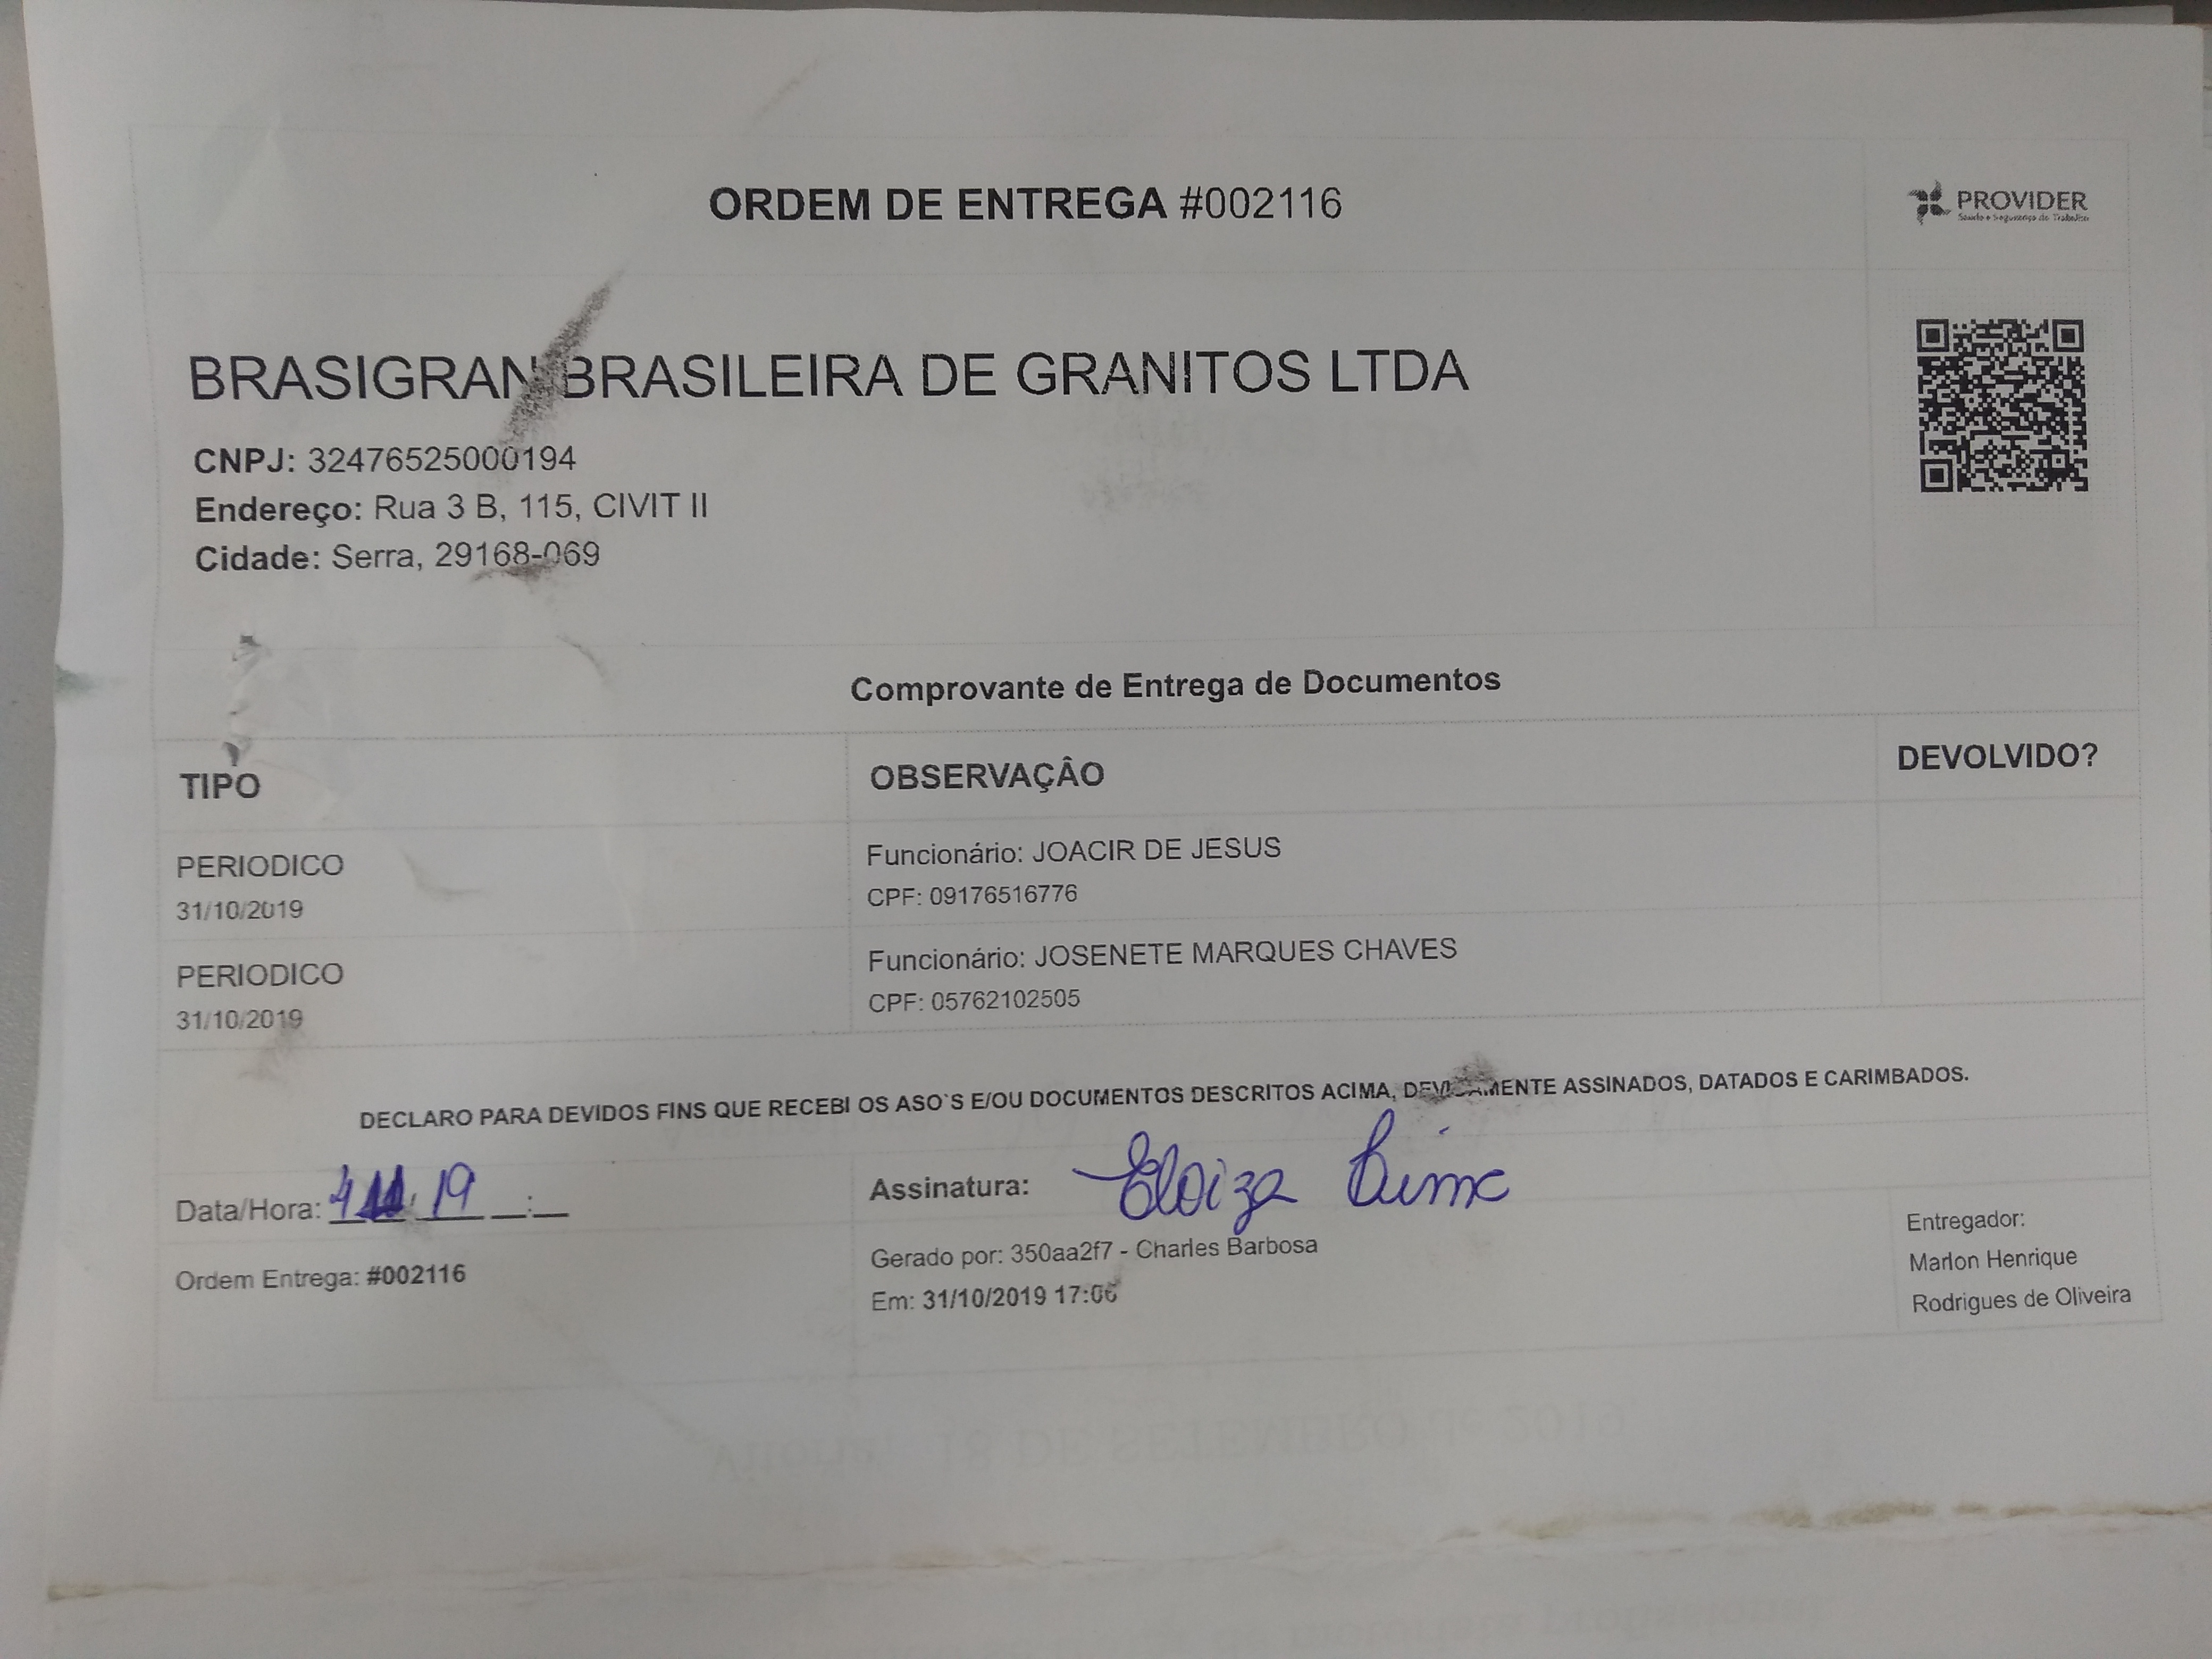 ORDEM DE ENTREGA #002116
PROVIDER
Saúde e Segurança do Trabalho
BRASIGRAN BRASILEIRA DE GRANITOS LTDA
CNPJ: 32476525000194
Endereço: Rua 3 B, 115, CIVIT II
Cidade: Serra, 29168-069
Comprovante de Entrega de Documentos
TIPO OBSERVAÇÂO DEVOLVIDO?
PERIODICO Funcionário: JOACIR DE JESUS
31/10/2019 CPF: 09176516776
PERIODICO Funcionário: JOSENETE MARQUES CHAVES
31/10/2019 CPF: 05762102505
DECLARO PARA DEVIDOS FINS QUE RECEBI OS ASO`S E/OU DOCUMENTOS DESCRITOS ACIMA, DEVIDAMENTE ASSINADOS, DATADOS E CARIMBADOS.
Data/Hora: 4 19 __:__ Assinatura: Eloiza
Ordem Entrega: #002116
Gerado por: 350aa2f7 - Charles Barbosa
Em: 31/10/2019 17:06
Entregador:
Marlon Henrique
Rodrigues de Oliveira